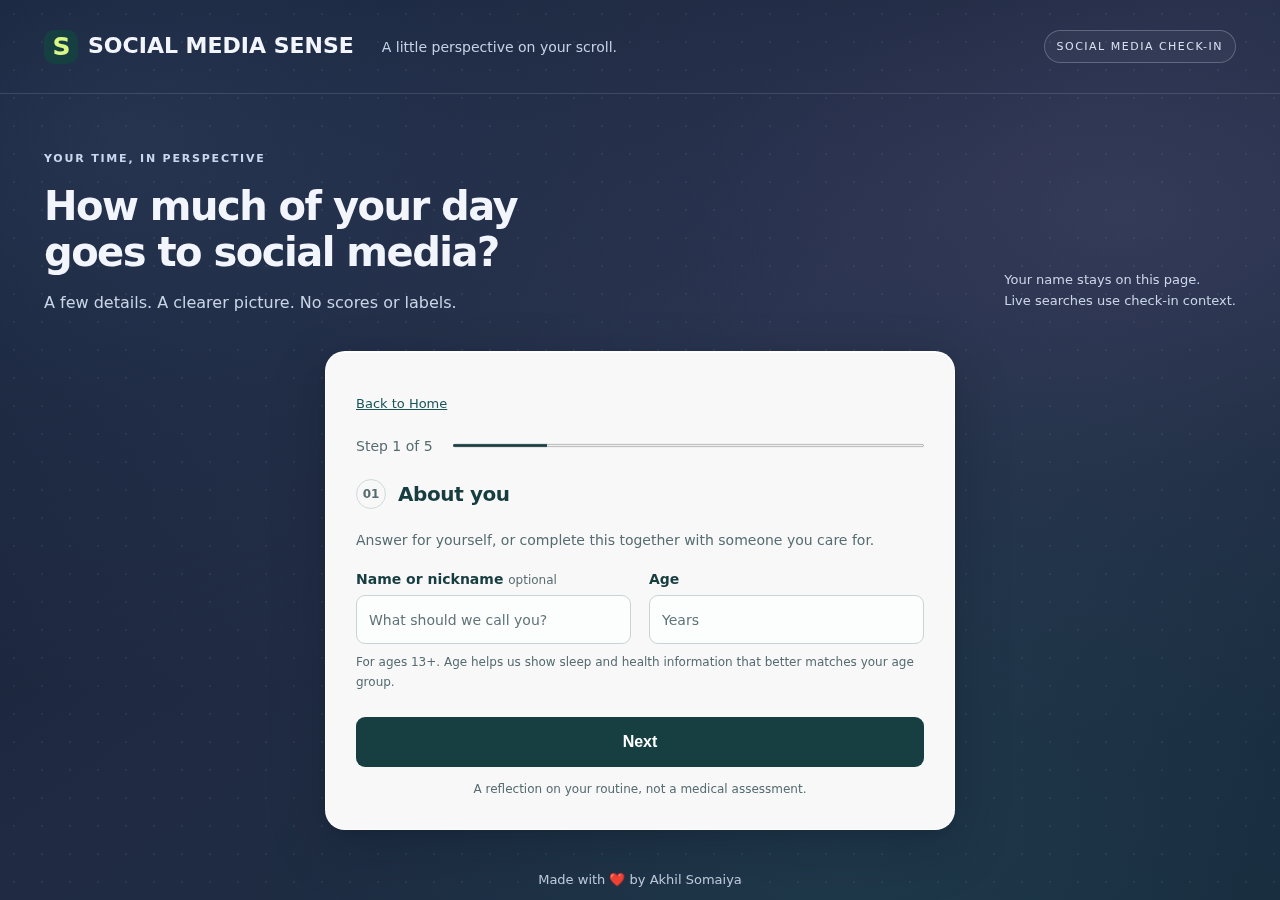 S SOCIAL MEDIA SENSE A little perspective on your scroll. SOCIAL MEDIA CHECK-IN
YOUR TIME, IN PERSPECTIVE
How much of your day
goes to social media?
A few details. A clearer picture. No scores or labels.
Your name stays on this page.
Live searches use check-in context.
Back to Home
Step 1 of 5
01 About you
Answer for yourself, or complete this together with someone you care for.
Name or nickname optional Age
What should we call you? Years
For ages 13+. Age helps us show sleep and health information that better matches your age
group.
Next
A reflection on your routine, not a medical assessment.
Made with ❤️ by Akhil Somaiya